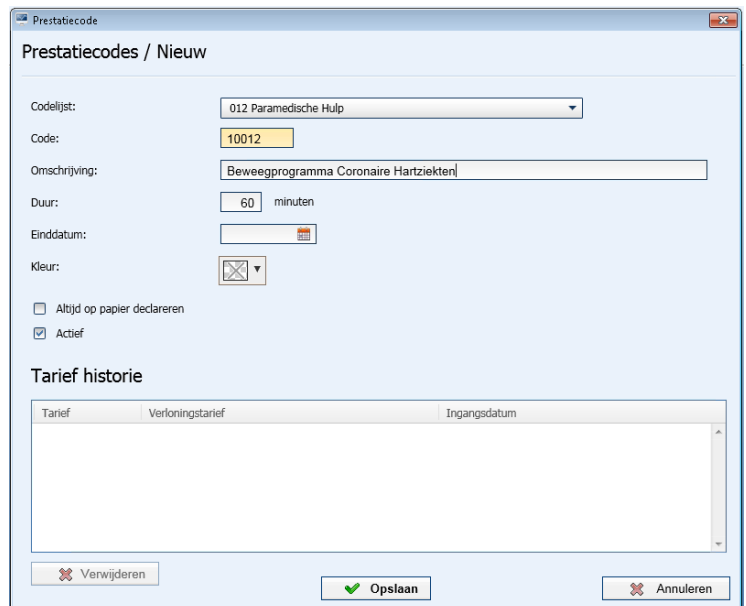 Prestatiecode
Prestatiecodes / Nieuw
Codelijst: 012 Paramedische Hulp
Code: 10012
Omschrijving: Beweegprogramma Coronaire Hartziekten
Duur: 60 minuten
Einddatum:
Kleur:
Altijd op papier declareren
Actief
Tarief historie
Tarief Verloningstarief Ingangsdatum
Verwijderen Opslaan Annuleren